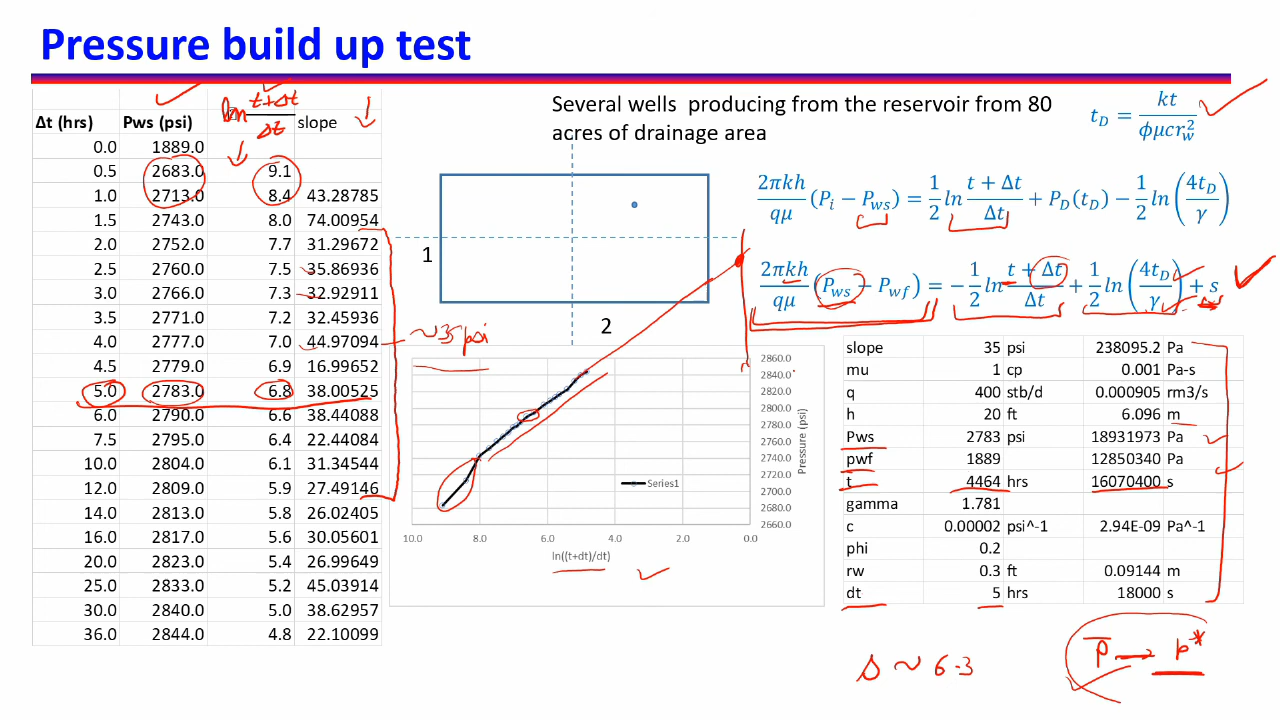 Pressure build up test
Δt (hrs) Pws (psi) ln t+Δt/Δt slope
0.0 1889.0
0.5 2683.0 9.1
1.0 2713.0 8.4 43.28785
1.5 2743.0 8.0 74.00954
2.0 2752.0 7.7 31.29672
2.5 2760.0 7.5 35.86936
3.0 2766.0 7.3 32.92911
3.5 2771.0 7.2 32.45936
4.0 2777.0 7.0 44.97094
4.5 2779.0 6.9 16.99652
5.0 2783.0 6.8 38.00525
6.0 2790.0 6.6 38.44088
7.5 2795.0 6.4 22.44084
10.0 2804.0 6.1 31.34544
12.0 2809.0 5.9 27.49146
14.0 2813.0 5.8 26.02405
16.0 2817.0 5.6 30.05601
20.0 2823.0 5.4 26.99649
25.0 2833.0 5.2 45.03914
30.0 2840.0 5.0 38.62957
36.0 2844.0 4.8 22.10099
Several wells producing from the reservoir from 80
acres of drainage area
t_D = kt/ϕμcr_w^2
1
2
2πkh/qμ (P_i − P_ws) = 1/2 ln t + Δt/Δt + P_D(t_D) − 1/2 ln(4t_D/γ)
2πkh/qμ (P_ws − P_wf) = −1/2 ln t + Δt/Δt + 1/2 ln(4t_D/γ) + s
~35 psi
2860.0
2840.0
2820.0
2800.0
2780.0
2760.0
2740.0
2720.0
2700.0
2680.0
2660.0
Pressure (psi)
Series1
10.0 8.0 6.0 4.0 2.0 0.0
ln((t+dt)/dt)
slope 35 psi 238095.2 Pa
mu 1 cp 0.001 Pa-s
q 400 stb/d 0.000905 rm3/s
h 20 ft 6.096 m
Pws 2783 psi 18931973 Pa
pwf 1889 12850340 Pa
t 4464 hrs 16070400 s
gamma 1.781
c 0.00002 psi^-1 2.94E-09 Pa^-1
phi 0.2
rw 0.3 ft 0.09144 m
dt 5 hrs 18000 s
s ~ 6.3
p̅ → p*